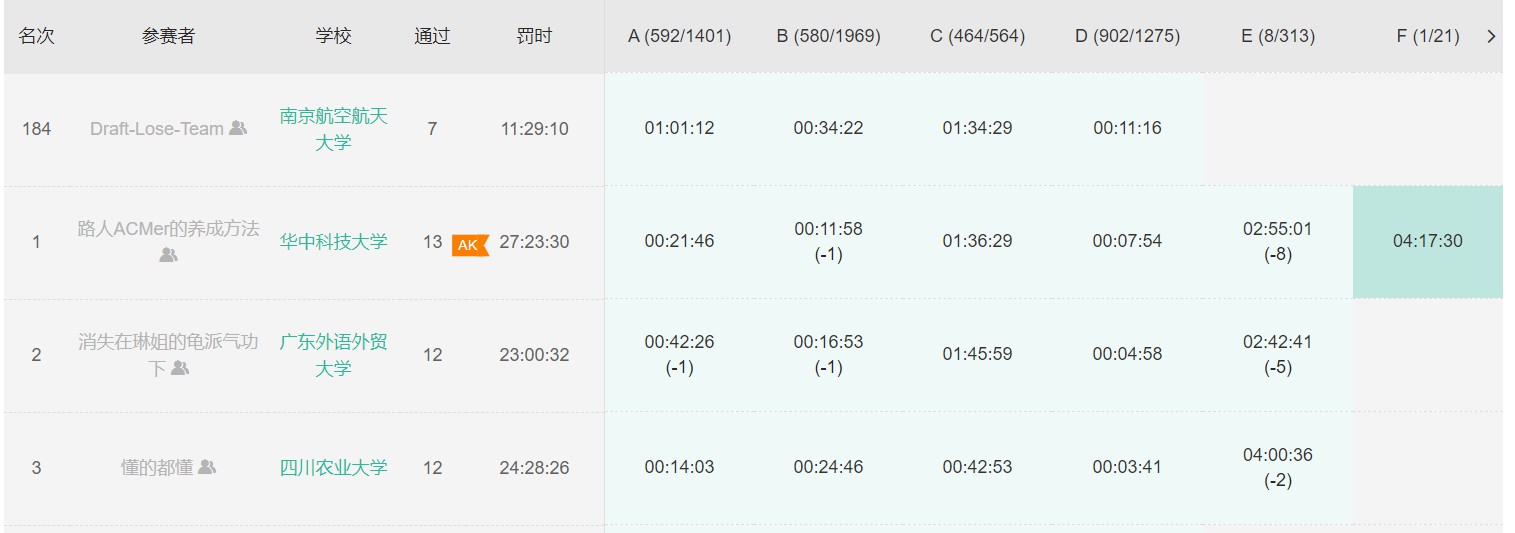 名次 参赛者 学校 通过 罚时 A (592/1401) B (580/1969) C (464/564) D (902/1275) E (8/313) F (1/21)
184 Draft-Lose-Team 南京航空航天 7 11:29:10 01:01:12 00:34:22 01:34:29 00:11:16
大学
1 路人ACMer的养成方法 华中科技大学 13 AK 27:23:30 00:21:46 00:11:58 01:36:29 00:07:54 02:55:01 04:17:30
(-1) (-8)
2 消失在琳姐的龟派气功 广东外语外贸 12 23:00:32 00:42:26 00:16:53 01:45:59 00:04:58 02:42:41
下 大学 (-1) (-1) (-5)
3 懂的都懂 四川农业大学 12 24:28:26 00:14:03 00:24:46 00:42:53 00:03:41 04:00:36
(-2)